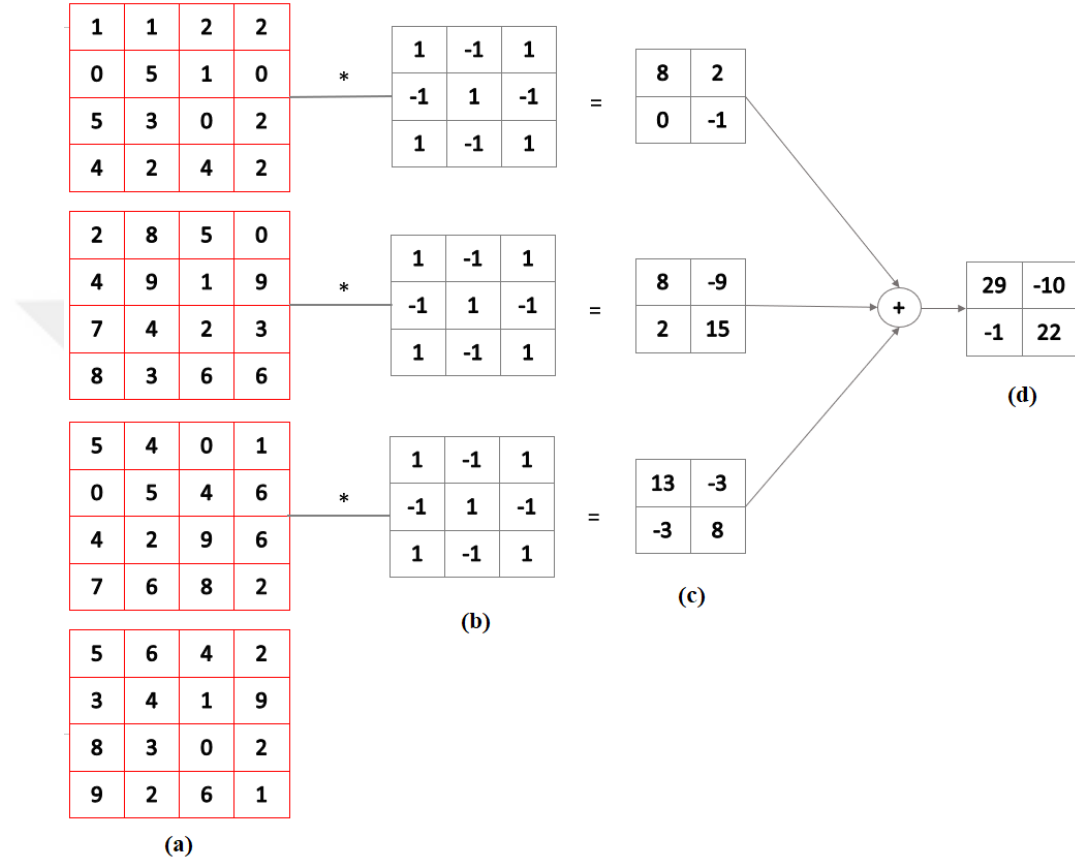 1 1 2 2
0 5 1 0
5 3 0 2
4 2 4 2
*
1 -1 1
-1 1 -1
1 -1 1
=
8 2
0 -1
2 8 5 0
4 9 1 9
7 4 2 3
8 3 6 6
*
1 -1 1
-1 1 -1
1 -1 1
=
8 -9
2 15
+
29 -10
-1 22
(d)
5 4 0 1
0 5 4 6
4 2 9 6
7 6 8 2
*
1 -1 1
-1 1 -1
1 -1 1
(b)
=
13 -3
-3 8
(c)
5 6 4 2
3 4 1 9
8 3 0 2
9 2 6 1
(a)